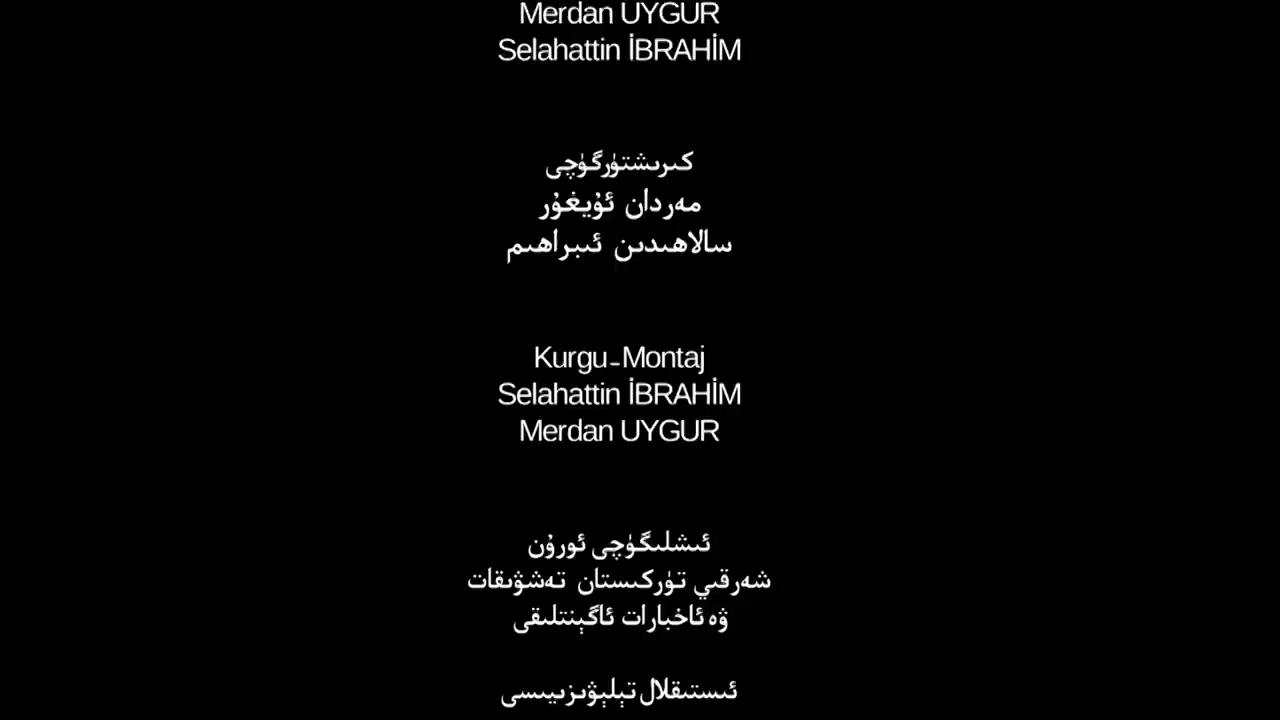 Merdan UYGUR
Selahattin İBRAHİM
كىرىشتۈرگۈچى
مەردان ئۇيغۇر
سالاھىدىن ئىبراھىم
Kurgu-Montaj
Selahattin İBRAHİM
Merdan UYGUR
ئىشلىگۈچى ئورۇن
شەرقىي تۈركىستان تەشۋىقات
ۋە ئاخبارات ئاگېنتلىقى
ئىستىقلال تېلېۋىزىيىسى